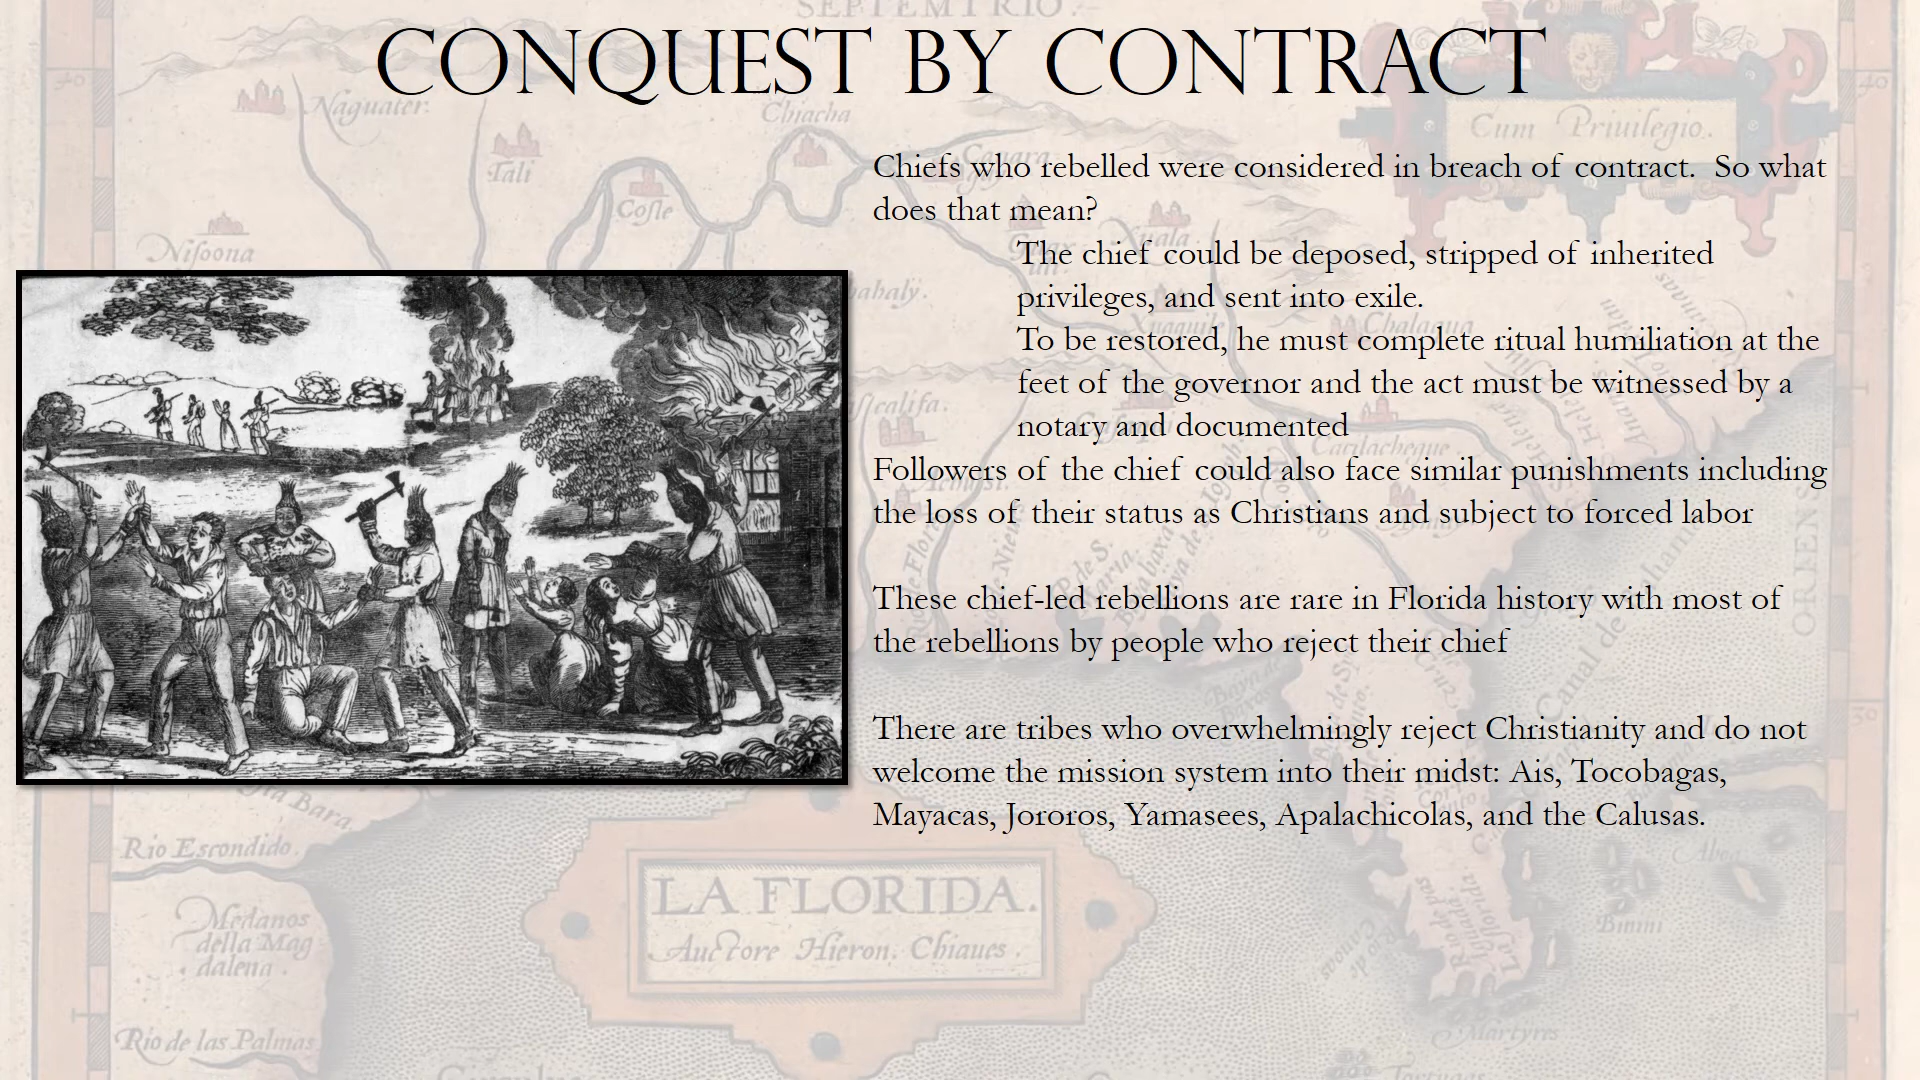 SEPTEMTRIO.
CONQUEST BY CONTRACT
Naguater.
Chiacha
Cum Priuilegio.
Tali
Cofle
Nisoona
Chiefs who rebelled were considered in breach of contract. So what
does that mean?
The chief could be deposed, stripped of inherited
privileges, and sent into exile.
To be restored, he must complete ritual humiliation at the
feet of the governor and the act must be witnessed by a
notary and documented
Followers of the chief could also face similar punishments including
the loss of their status as Christians and subject to forced labor
These chief-led rebellions are rare in Florida history with most of
the rebellions by people who reject their chief
There are tribes who overwhelmingly reject Christianity and do not
welcome the mission system into their midst: Ais, Tocobagas,
Mayacas, Jororos, Yamasees, Apalachicolas, and the Calusas.
ORIENS
Rio Escondido.
Medanos
della Mag
dalena.
Rio de las Palmas
LA FLORIDA.
Auctore Hieron. Chiaues.
Binini
Martyres